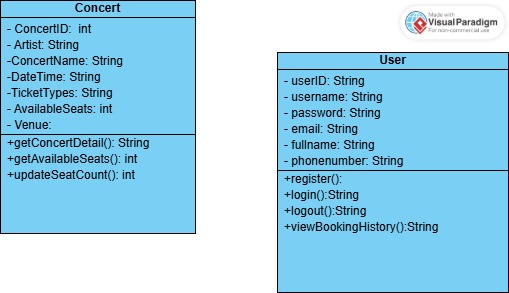 Concert
- ConcertID:  int
- Artist: String
-ConcertName: String
-DateTime: String
-TicketTypes: String
- AvailableSeats: int
- Venue:
+getConcertDetail(): String
+getAvailableSeats(): int
+updateSeatCount(): int
Made with
VisualParadigm
For non-commercial use
User
- userID: String
- username: String
- password: String
- email: String
- fullname: String
- phonenumber: String
+register():
+login():String
+logout():String
+viewBookingHistory():String